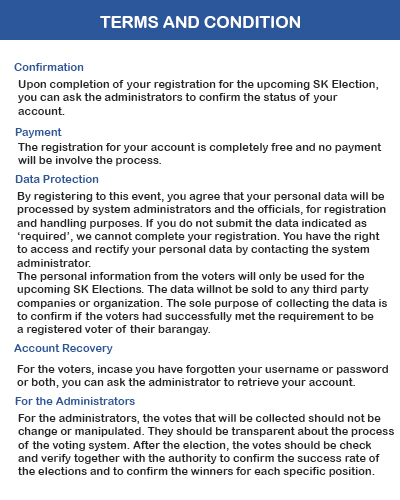 TERMS AND CONDITION
Confirmation
Upon completion of your registration for the upcoming SK Election,
you can ask the administrators to confirm the status of your
account.
Payment
The registration for your account is completely free and no payment
will be involve the process.
Data Protection
By registering to this event, you agree that your personal data will be
processed by system administrators and the officials, for registration
and handling purposes. If you do not submit the data indicated as
‘required’, we cannot complete your registration. You have the right
to access and rectify your personal data by contacting the system
administrator.
The personal information from the voters will only be used for the
upcoming SK Elections. The data willnot be sold to any third party
companies or organization. The sole purpose of collecting the data is
to confirm if the voters had successfully met the requirement to be
a registered voter of their barangay.
Account Recovery
For the voters, incase you have forgotten your username or password
or both, you can ask the administrator to retrieve your account.
For the Administrators
For the administrators, the votes that will be collected should not be
change or manipulated. They should be transparent about the process
of the voting system. After the election, the votes should be check
and verify together with the authority to confirm the success rate of
the elections and to confirm the winners for each specific position.